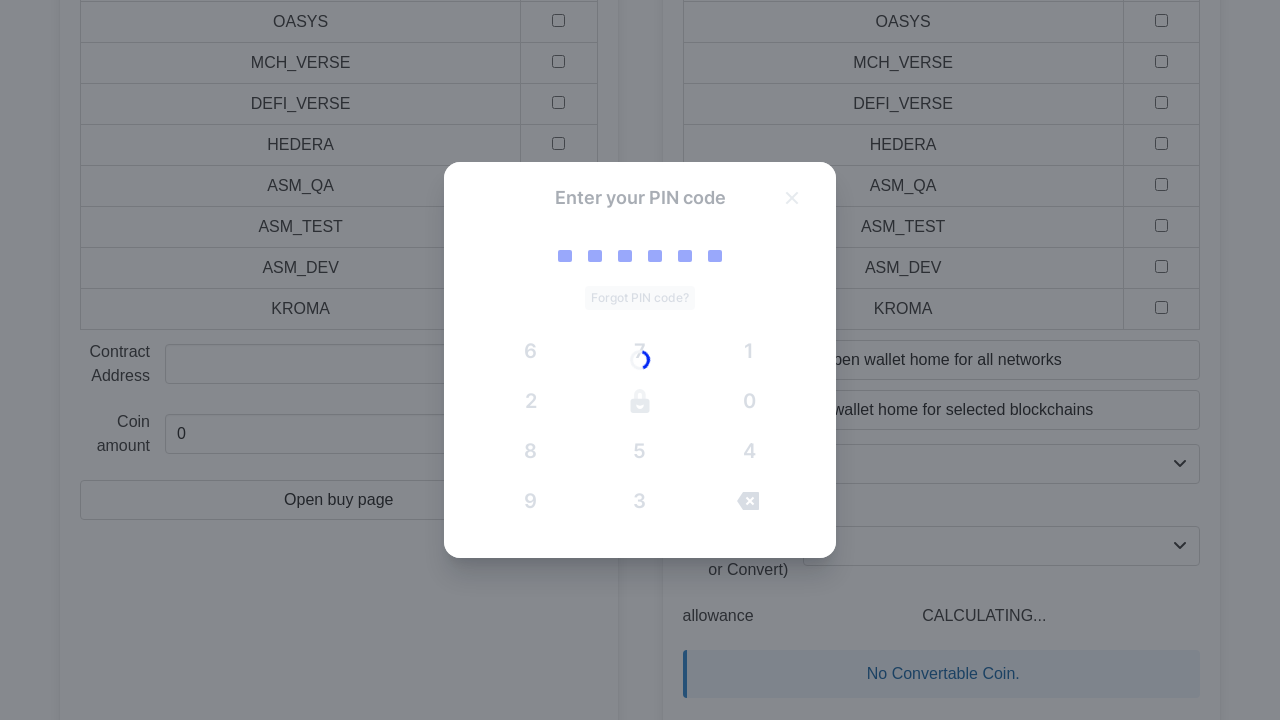 OASYS
MCH_VERSE
DEFI_VERSE
HEDERA
ASM_QA
ASM_TEST
ASM_DEV
KROMA
Contract
Address
Coin
amount
0
Open buy page
OASYS
MCH_VERSE
DEFI_VERSE
HEDERA
ASM_QA
ASM_TEST
ASM_DEV
KROMA
pen wallet home for all networks
wallet home for selected blockchains
or Convert)
allowance
CALCULATING...
No Convertable Coin.
Enter your PIN code
Forgot PIN code?
6 7 1
2 0
8 5 4
9 3